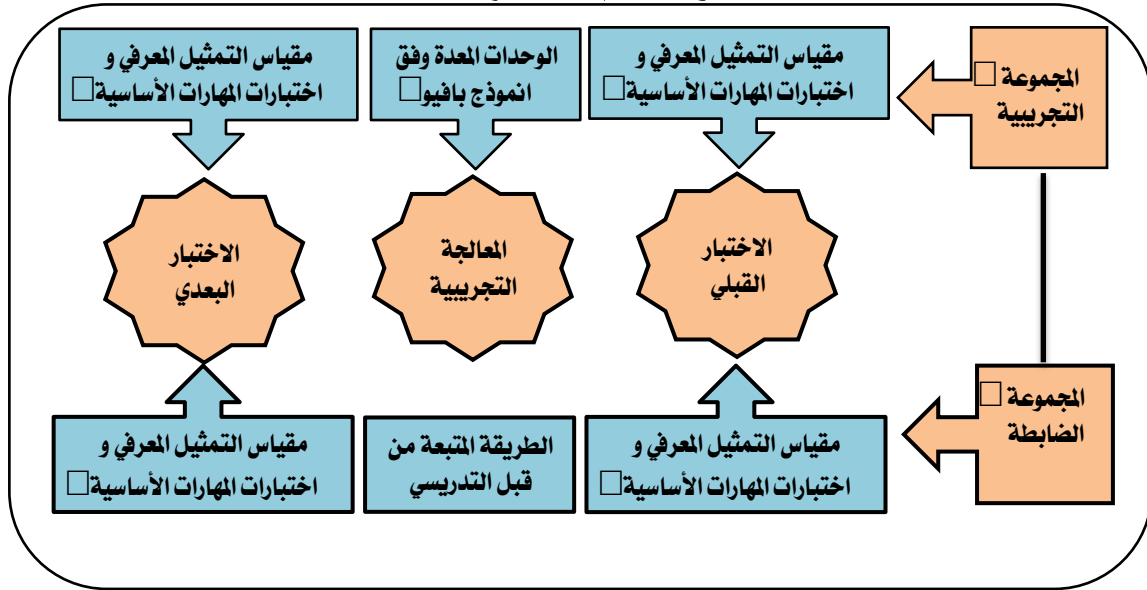 المجموعة
التجريبية
مقياس التمثيل المعرفي و
اختبارات المهارات الأساسية
الوحدات المعدة وفق
انموذج بافيو
مقياس التمثيل المعرفي و
اختبارات المهارات الأساسية
الاختبار
القبلي
المعالجة
التجريبية
الاختبار
البعدي
المجموعة
الضابطة
مقياس التمثيل المعرفي و
اختبارات المهارات الأساسية
الطريقة المتبعة من
قبل التدريسي
مقياس التمثيل المعرفي و
اختبارات المهارات الأساسية